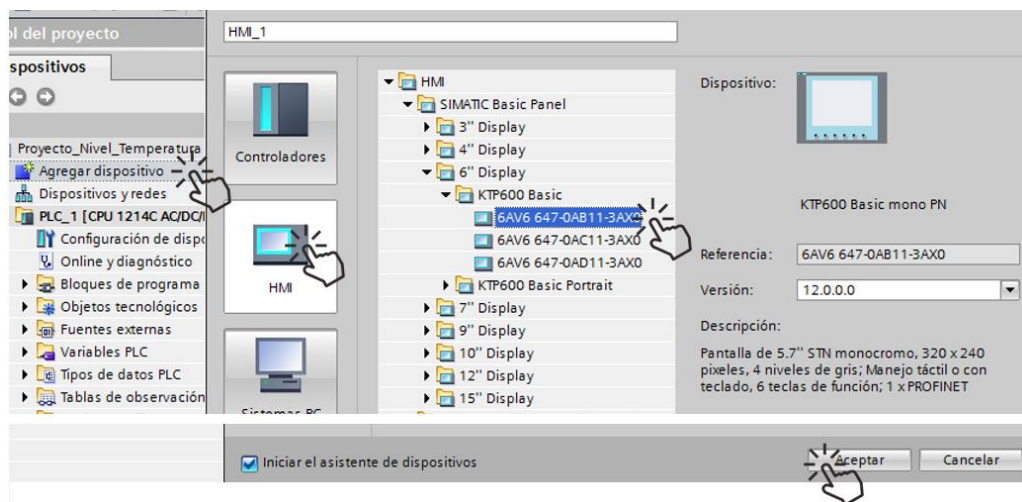 ol del proyecto
spositivos
Proyecto_Nivel_Temperatura
Agregar dispositivo
Dispositivos y redes
PLC_1 [CPU 1214C AC/DC/
Configuración de dispo
Online y diagnóstico
Bloques de programa
Objetos tecnológicos
Fuentes externas
Variables PLC
Tipos de datos PLC
Tablas de observación
HMI_1
Controladores
HMI
Sistemas PC
HMI
SIMATIC Basic Panel
3'' Display
4'' Display
6'' Display
KTP600 Basic
6AV6 647-0AB11-3AX0
6AV6 647-0AC11-3AX0
6AV6 647-0AD11-3AX0
KTP600 Basic Portrait
7'' Display
9'' Display
10'' Display
12'' Display
15'' Display
Dispositivo:
KTP600 Basic mono PN
Referencia: 6AV6 647-0AB11-3AX0
Versión: 12.0.0.0
Descripción:
Pantalla de 5.7'' STN monocromo, 320 x 240
pixeles, 4 niveles de gris; Manejo táctil o con
teclado, 6 teclas de función; 1 x PROFINET
Iniciar el asistente de dispositivos
Aceptar
Cancelar